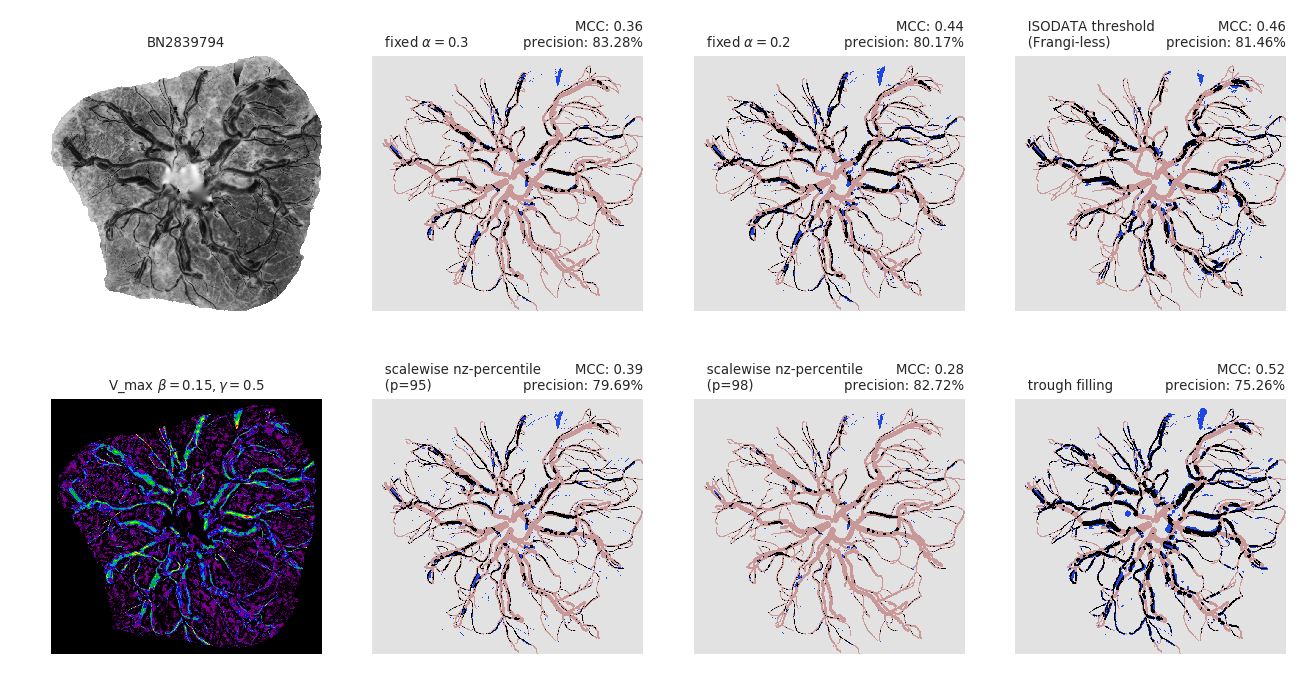 BN2839794
MCC: 0.36
fixed α = 0.3 precision: 83.28%
MCC: 0.44
fixed α = 0.2 precision: 80.17%
ISODATA threshold MCC: 0.46
(Frangi-less) precision: 81.46%
V_max β = 0.15, γ = 0.5
scalewise nz-percentile MCC: 0.39
(p=95) precision: 79.69%
scalewise nz-percentile MCC: 0.28
(p=98) precision: 82.72%
MCC: 0.52
trough filling precision: 75.26%